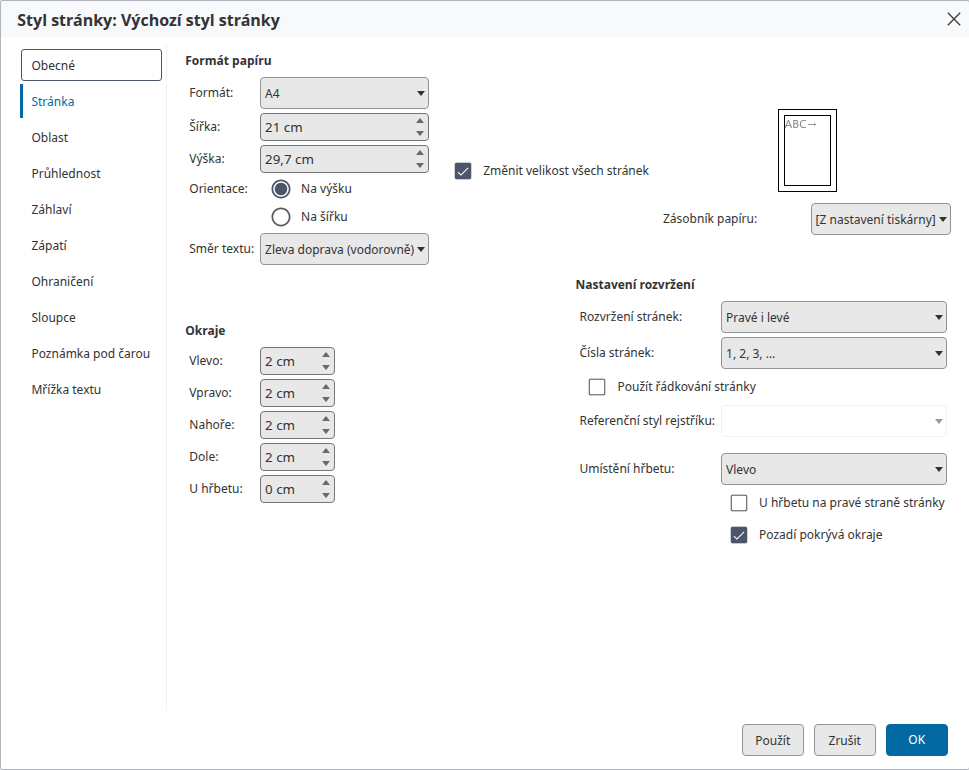 Styl stránky: Výchozí styl stránky
Obecné
Stránka
Oblast
Průhlednost
Záhlaví
Zápatí
Ohraničení
Sloupce
Poznámka pod čarou
Mřížka textu
Formát papíru
Formát: A4
Šířka: 21 cm
Výška: 29,7 cm
Orientace: Na výšku
Na šířku
Směr textu: Zleva doprava (vodorovně)
Změnit velikost všech stránek
ABC→
Zásobník papíru: [Z nastavení tiskárny]
Okraje
Vlevo: 2 cm
Vpravo: 2 cm
Nahoře: 2 cm
Dole: 2 cm
U hřbetu: 0 cm
Nastavení rozvržení
Rozvržení stránek: Pravé i levé
Čísla stránek: 1, 2, 3, ...
Použít řádkování stránky
Referenční styl rejstříku:
Umístění hřbetu: Vlevo
U hřbetu na pravé straně stránky
Pozadí pokrývá okraje
Použít
Zrušit
OK